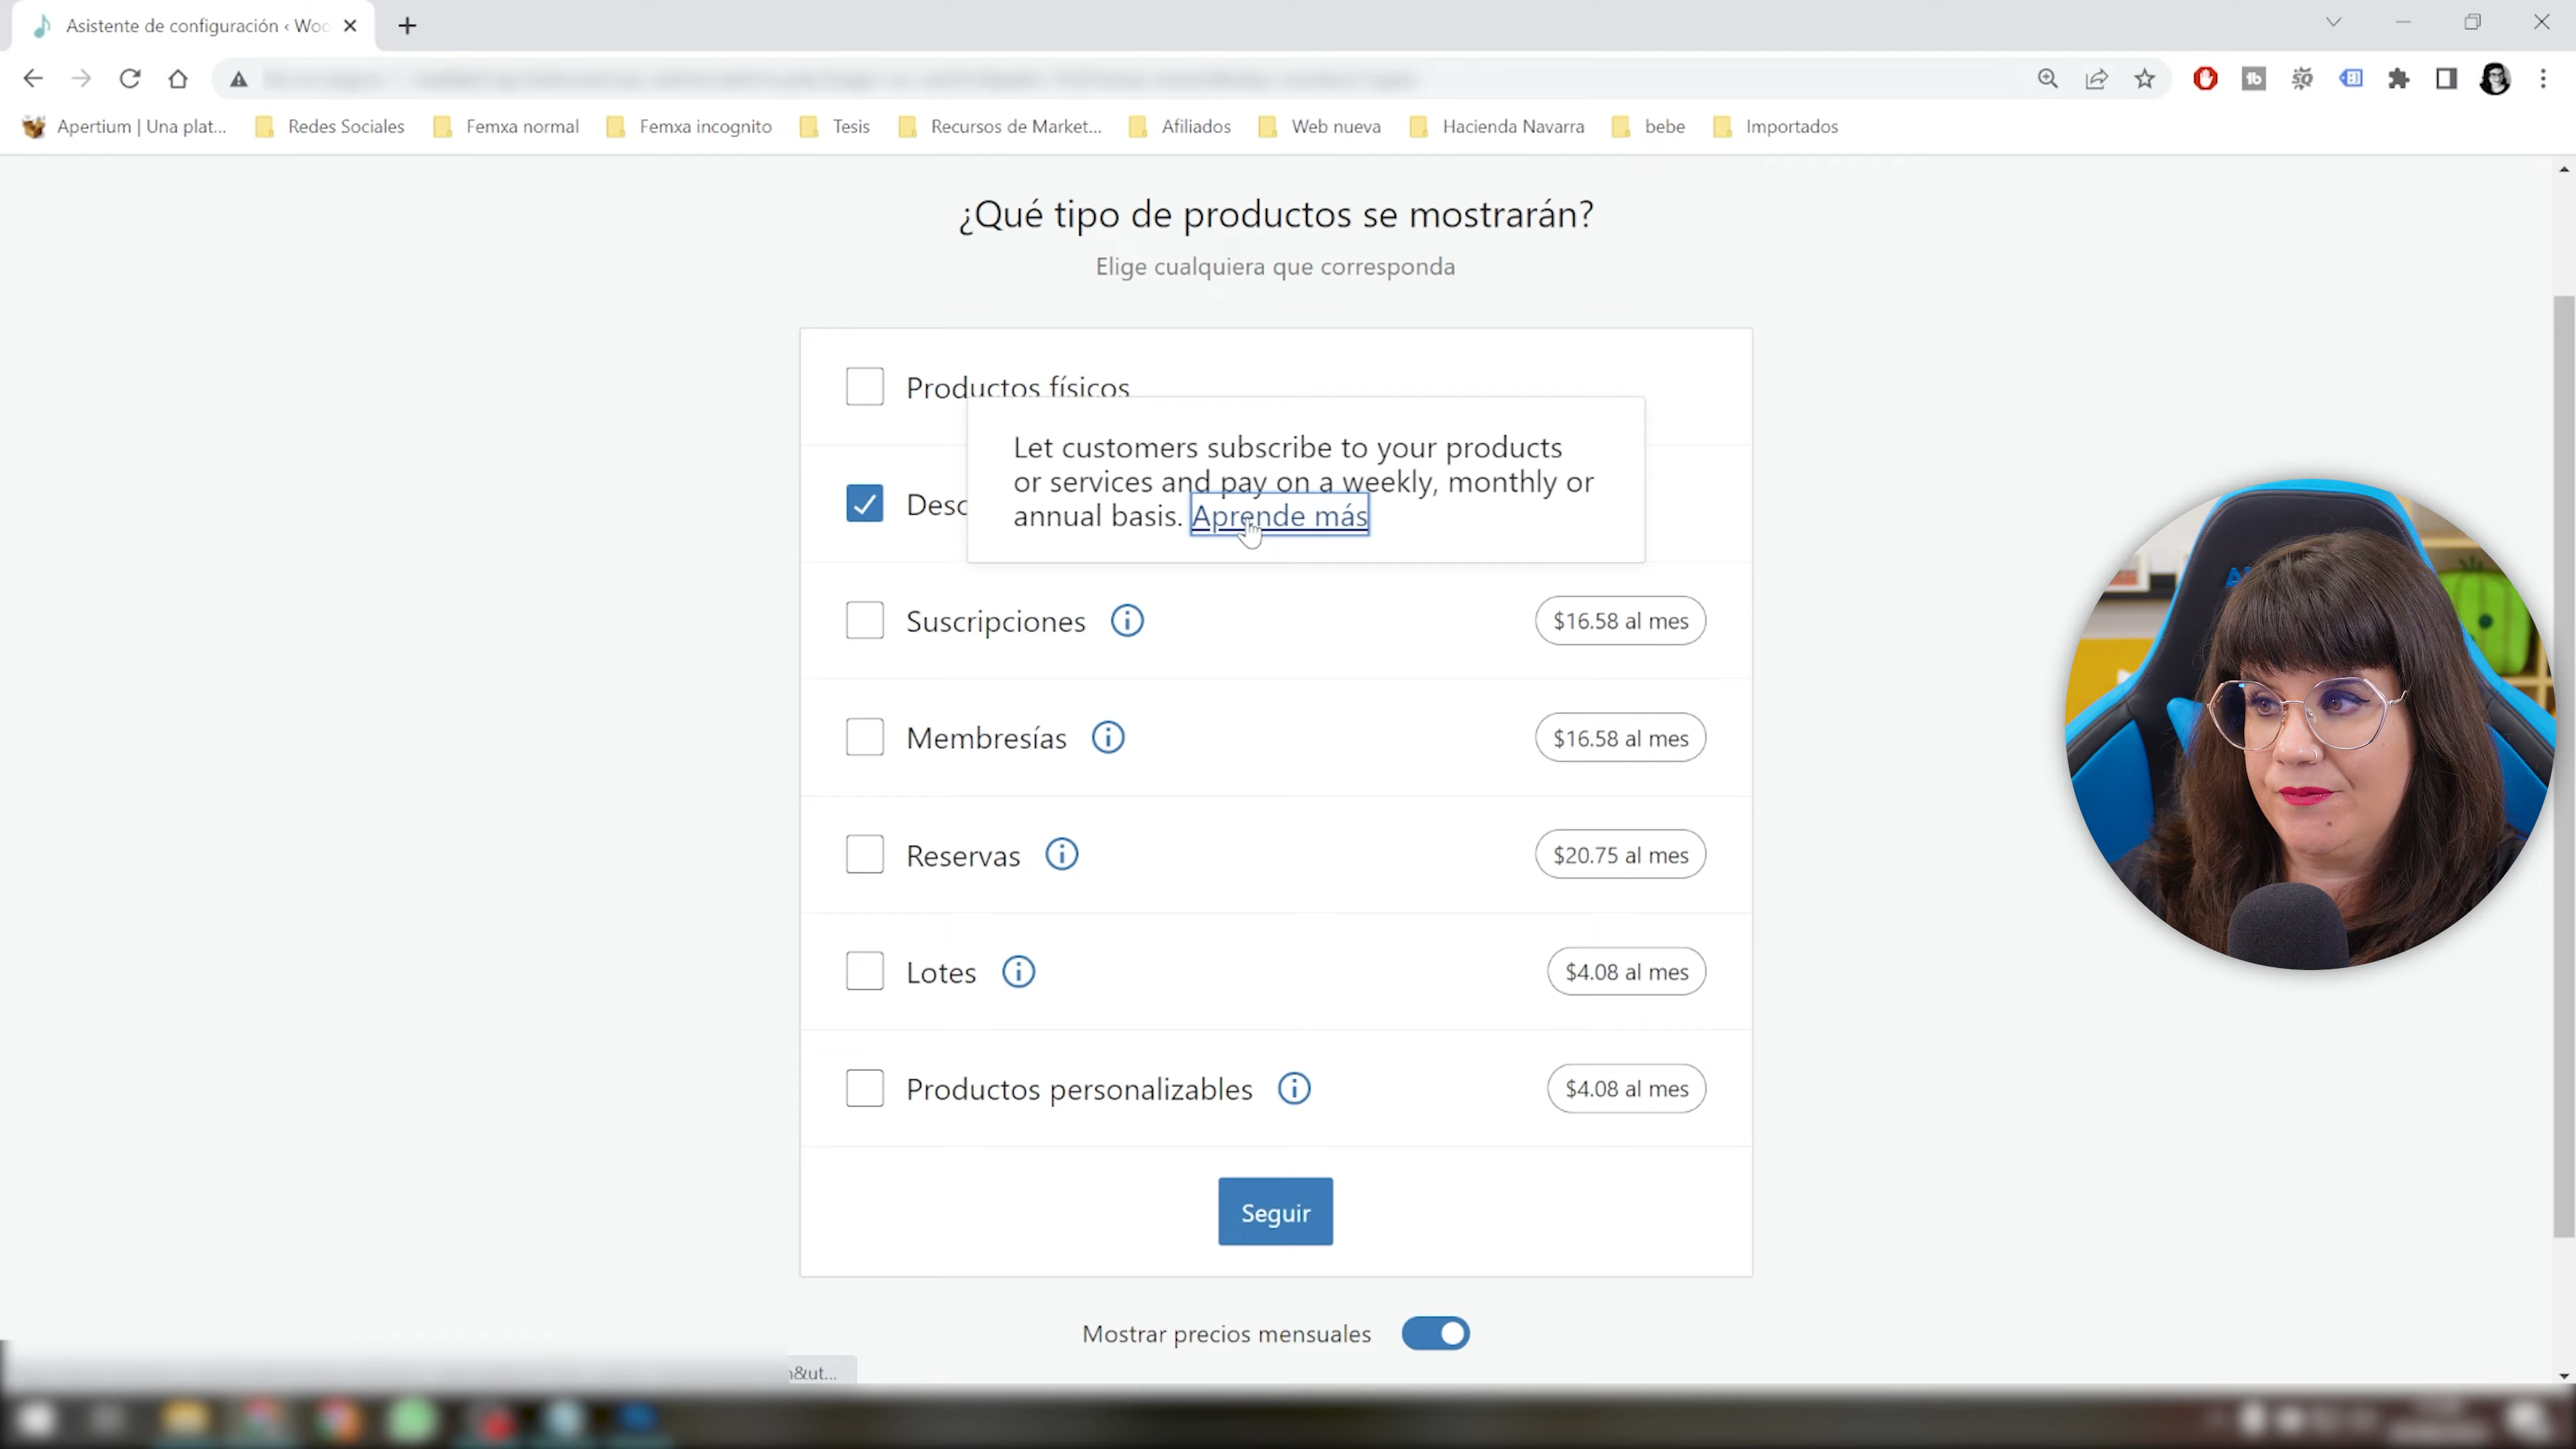 Asistente de configuración ‹ Woo
Apertium | Una plat...
Redes Sociales
Femxa normal
Femxa incognito
Tesis
Recursos de Market...
Afiliados
Web nueva
Hacienda Navarra
bebe
Importados
¿Qué tipo de productos se mostrarán?
Elige cualquiera que corresponda
Productos físicos
Let customers subscribe to your products
or services and pay on a weekly, monthly or
annual basis. Aprende más
Desc
Suscripciones
$16.58 al mes
Membresías
$16.58 al mes
Reservas
$20.75 al mes
Lotes
$4.08 al mes
Productos personalizables
$4.08 al mes
Seguir
Mostrar precios mensuales
n&ut...